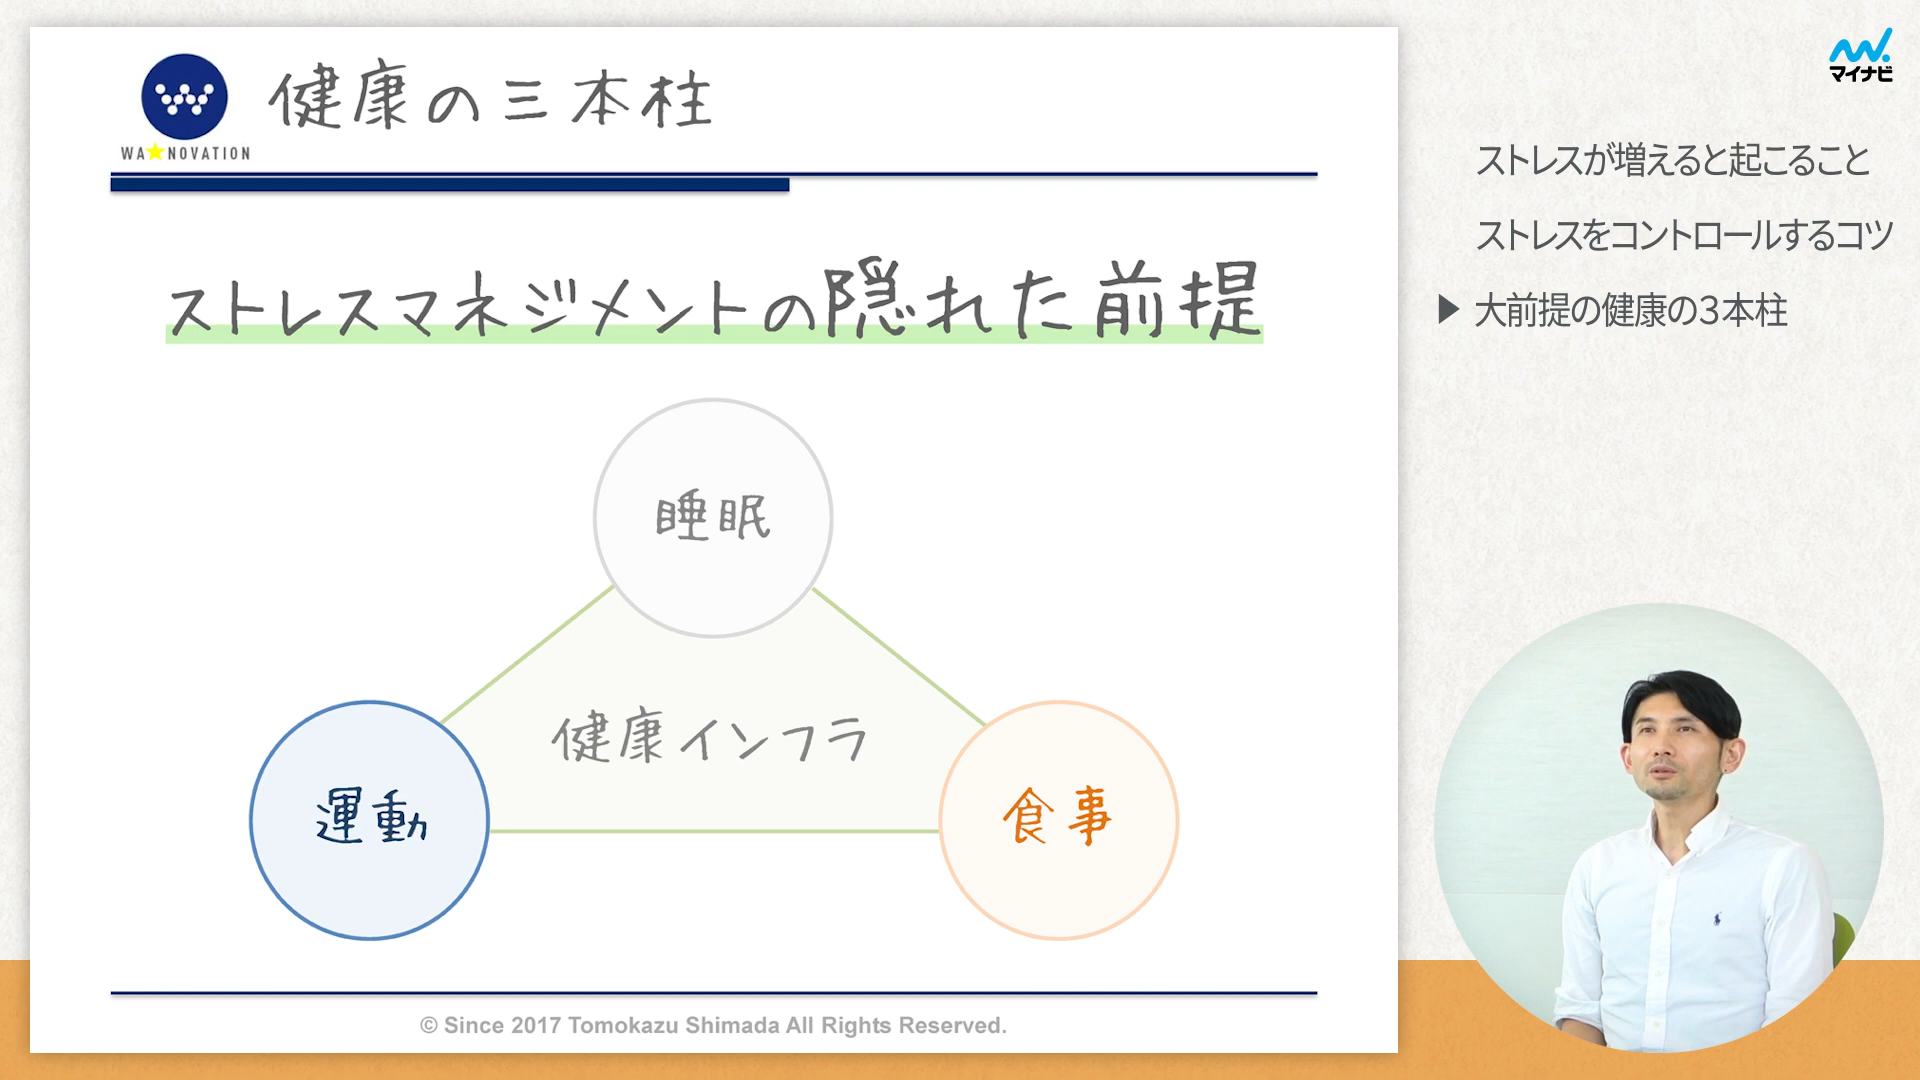 WA★NOVATION
健康の三本柱
ストレスマネジメントの隠れた前提
睡眠
健康インフラ
運動
食事
© Since 2017 Tomokazu Shimada All Rights Reserved.
マイナビ
ストレスが増えると起こること
ストレスをコントロールするコツ
▶ 大前提の健康の3本柱